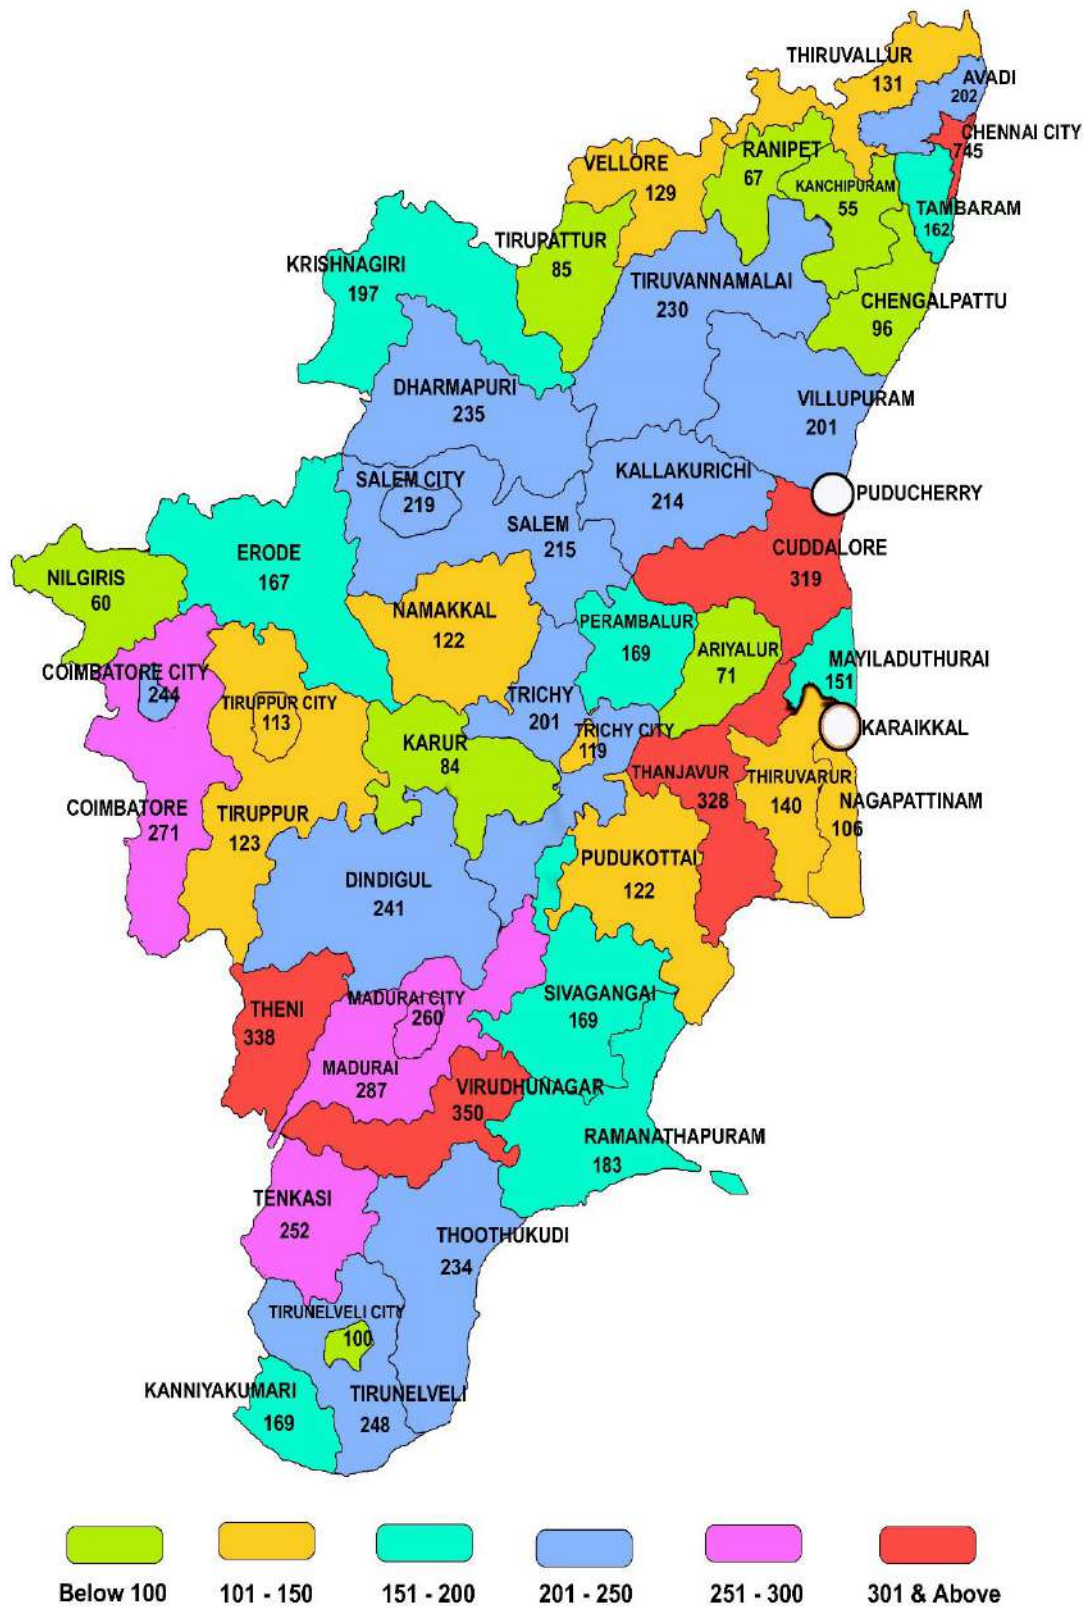 THIRUVALLUR
131
AVADI
202
CHENNAI CITY
745
RANIPET
67
VELLORE
129
KANCHIPURAM
55
TAMBARAM
162
TIRUPATTUR
85
KRISHNAGIRI
197
TIRUVANNAMALAI
230
CHENGALPATTU
96
DHARMAPURI
235
VILLUPURAM
201
SALEM CITY
219
KALLAKURICHI
214
PUDUCHERRY
SALEM
215
CUDDALORE
319
ERODE
167
NILGIRIS
60
NAMAKKAL
122
PERAMBALUR
169
ARIYALUR
71
MAYILADUTHURAI
151
COIMBATORE CITY
244
TIRUPPUR CITY
113
TRICHY
201
TRICHY CITY
119
KARAIKKAL
KARUR
84
THANJAVUR
328
THIRUVARUR
140
NAGAPATTINAM
106
COIMBATORE
271
TIRUPPUR
123
PUDUKOTTAI
122
DINDIGUL
241
SIVAGANGAI
169
MADURAI CITY
260
THENI
338
MADURAI
287
VIRUDHUNAGAR
350
RAMANATHAPURAM
183
TENKASI
252
THOOTHUKUDI
234
TIRUNELVELI CITY
100
KANNIYAKUMARI
169
TIRUNELVELI
248
Below 100
101 - 150
151 - 200
201 - 250
251 - 300
301 & Above